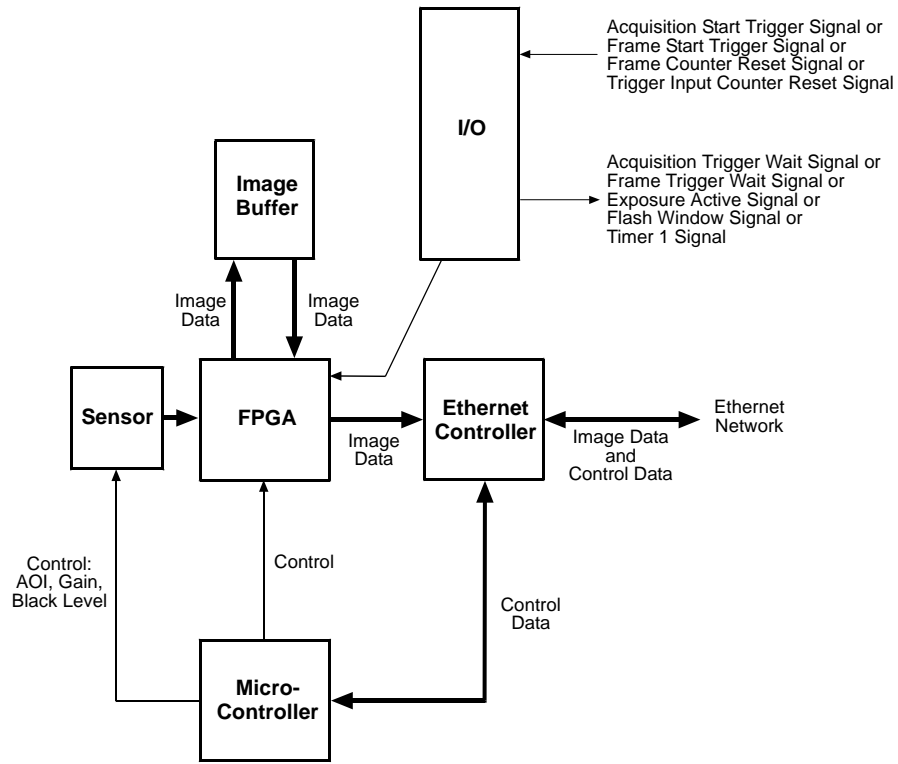 Acquisition Start Trigger Signal or
Frame Start Trigger Signal or
Frame Counter Reset Signal or
Trigger Input Counter Reset Signal
I/O
Acquisition Trigger Wait Signal or
Frame Trigger Wait Signal or
Exposure Active Signal or
Flash Window Signal or
Timer 1 Signal
Image
Buffer
Image
Data
Image
Data
Sensor
FPGA
Image
Data
Ethernet
Controller
Image Data
and
Control Data
Ethernet
Network
Control:
AOI, Gain,
Black Level
Control
Control
Data
Micro-
Controller